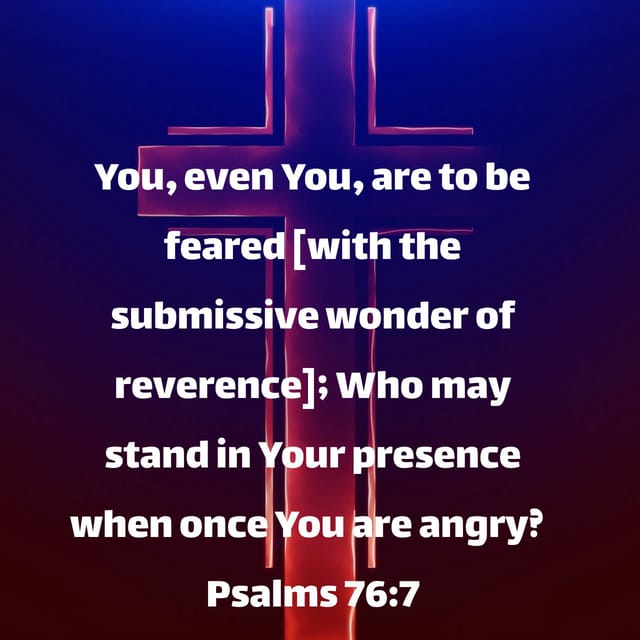 You, even You, are to be
feared [with the
submissive wonder of
reverence]; Who may
stand in Your presence
when once You are angry?
Psalms 76:7